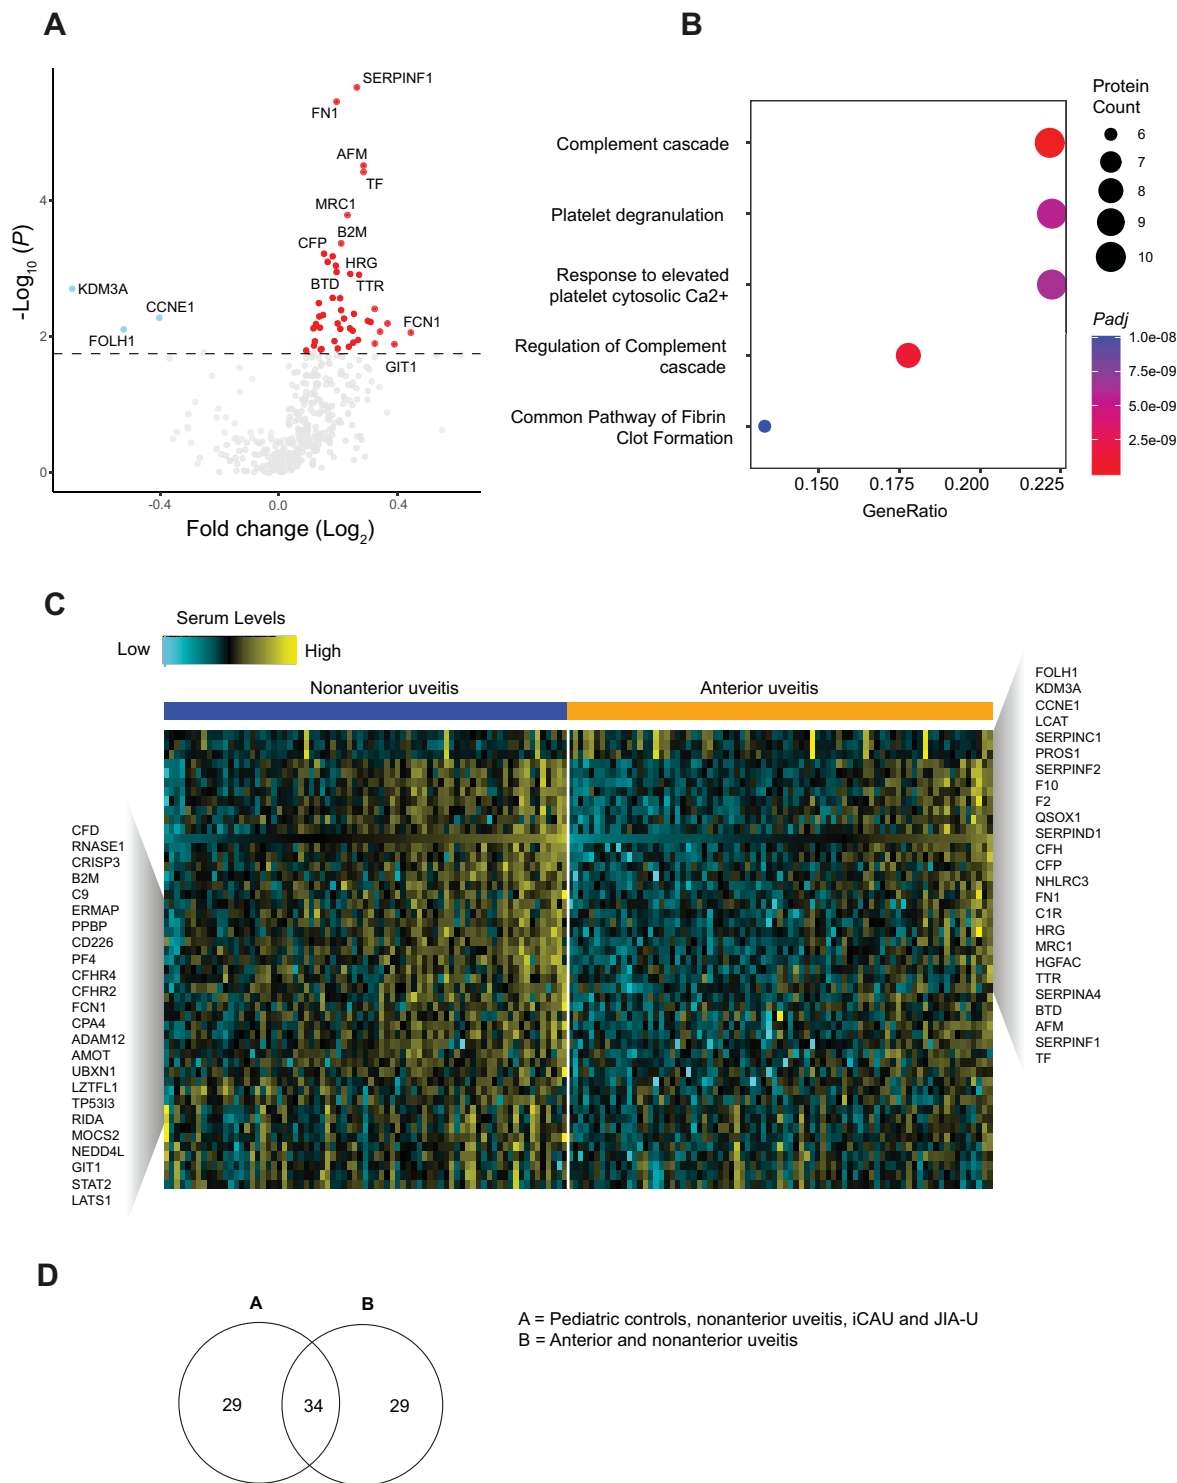 A
SERPINF1
FN1
AFM
TF
MRC1
B2M
CFP
HRG
BTD
TTR
KDM3A
CCNE1
FOLH1
FCN1
GIT1
4
2
0
-Log10 (P)
-0.4
0.0
0.4
Fold change (Log2)
B
Complement cascade
Platelet degranulation
Response to elevated
platelet cytosolic Ca2+
Regulation of Complement
cascade
Common Pathway of Fibrin
Clot Formation
0.150
0.175
0.200
0.225
GeneRatio
Protein
Count
6
7
8
9
10
Padj
1.0e-08
7.5e-09
5.0e-09
2.5e-09
C
Serum Levels
Low
High
Nonanterior uveitis
Anterior uveitis
CFD
RNASE1
CRISP3
B2M
C9
ERMAP
PPBP
CD226
PF4
CFHR4
CFHR2
FCN1
CPA4
ADAM12
AMOT
UBXN1
LZTFL1
TP53I3
RIDA
MOCS2
NEDD4L
GIT1
STAT2
LATS1
FOLH1
KDM3A
CCNE1
LCAT
SERPINC1
PROS1
SERPINF2
F10
F2
QSOX1
SERPIND1
CFH
CFP
NHLRC3
FN1
C1R
HRG
MRC1
HGFAC
TTR
SERPINA4
BTD
AFM
SERPINF1
TF
D
A
B
29
34
29
A = Pediatric controls, nonanterior uveitis, iCAU and JIA-U
B = Anterior and nonanterior uveitis